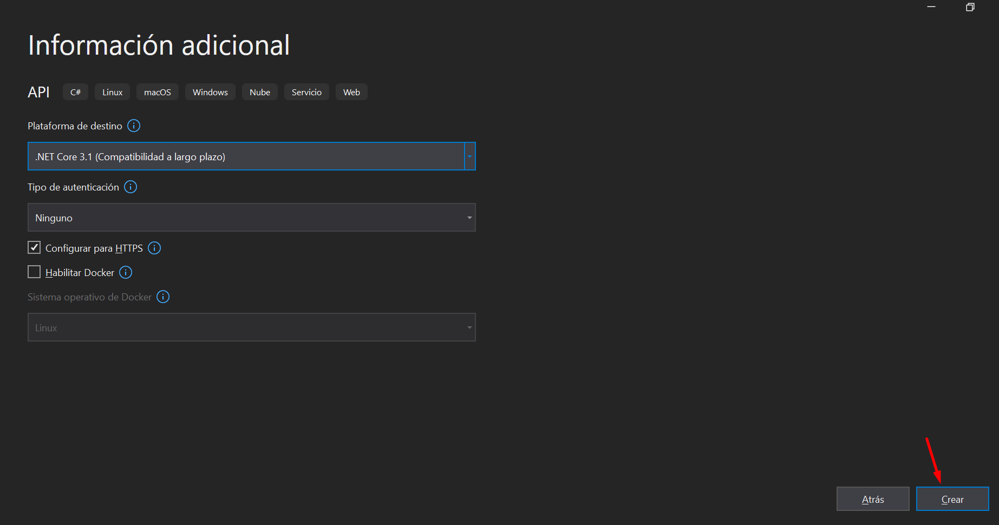 Información adicional
API C# Linux macOS Windows Nube Servicio Web
Plataforma de destino
.NET Core 3.1 (Compatibilidad a largo plazo)
Tipo de autenticación
Ninguno
Configurar para HTTPS
Habilitar Docker
Sistema operativo de Docker
Linux
Atrás Crear